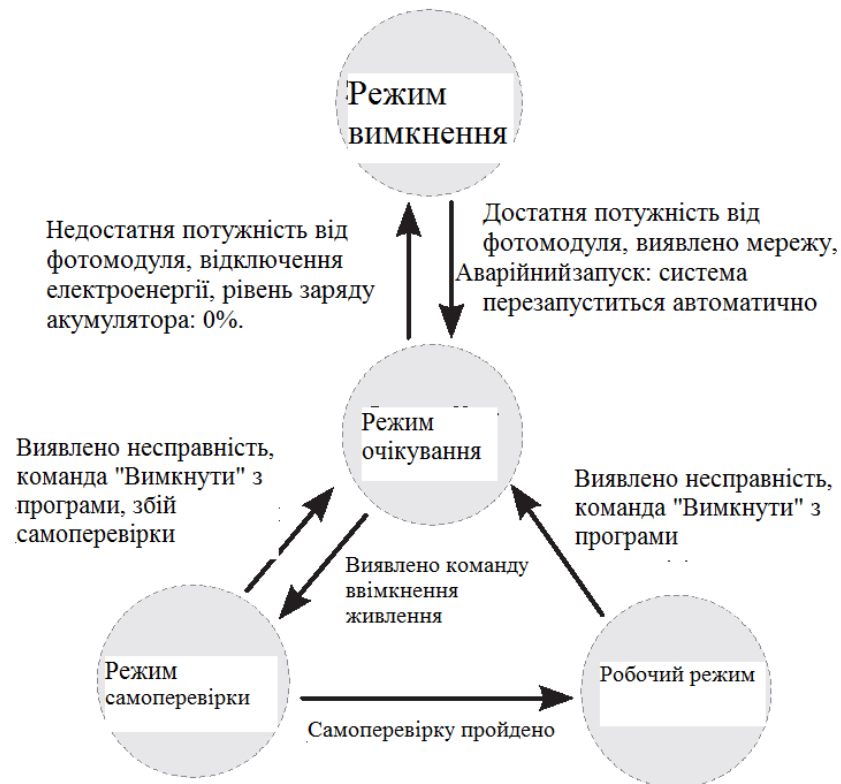 Режим
вимкнення
Недостатня потужність від
фотомодуля, відключення
електроенергії, рівень заряду
акумулятора: 0%.
Достатня потужність від
фотомодуля, виявлено мережу,
Аварійнийзапуск: система
перезапуститься автоматично
Режим
очікування
Виявлено несправність,
команда "Вимкнути" з
програми, збій
самоперевірки
Виявлено несправність,
команда "Вимкнути" з
програми
Виявлено команду
ввімкнення
живлення
Режим
самоперевірки
Робочий режим
Самоперевірку пройдено